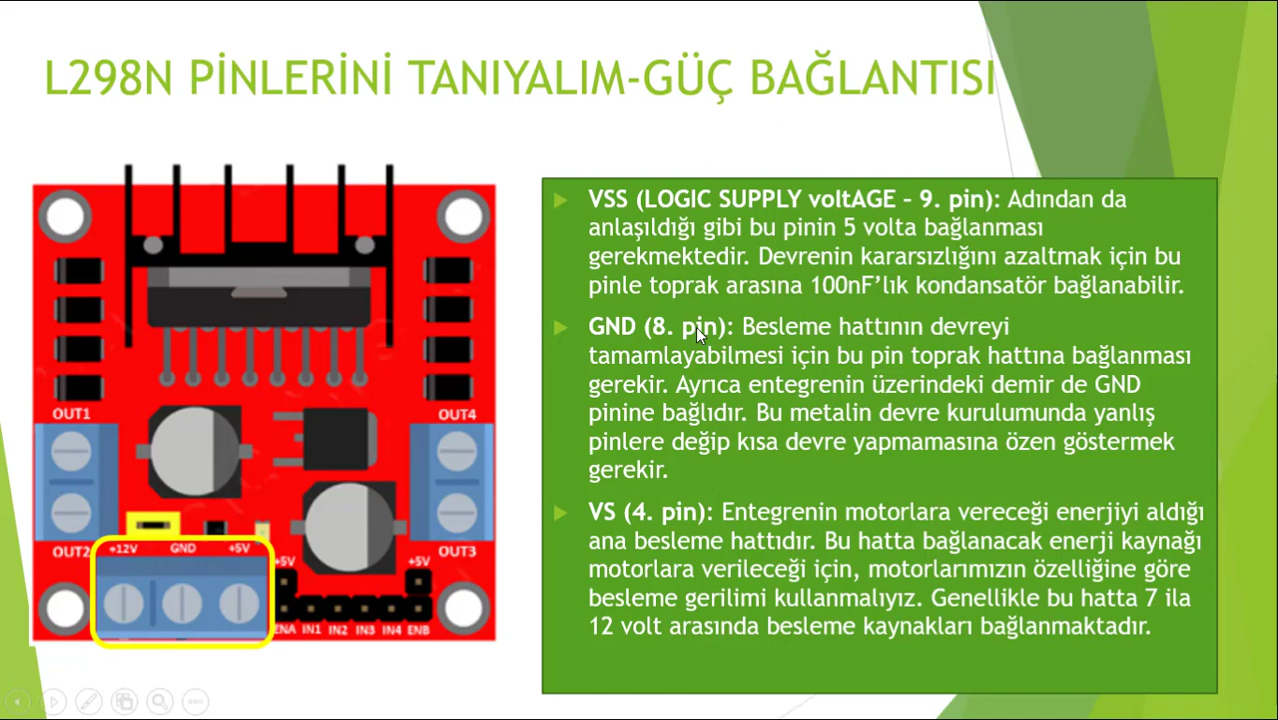 L298N PİNLERİNİ TANIYALIM-GÜÇ BAĞLANTISI
OUT1
OUT4
OUT2
+12V
GND
+5V
+5V
+5V
OUT3
ENA
IN1
IN2
IN3
IN4
ENB
VSS (LOGIC SUPPLY voltAGE – 9. pin): Adından da
anlaşıldığı gibi bu pinin 5 volta bağlanması
gerekmektedir. Devrenin kararsızlığını azaltmak için bu
pinle toprak arasına 100nF’lık kondansatör bağlanabilir.
GND (8. pin): Besleme hattının devreyi
tamamlayabilmesi için bu pin toprak hattına bağlanması
gerekir. Ayrıca entegrenin üzerindeki demir de GND
pinine bağlıdır. Bu metalin devre kurulumunda yanlış
pinlere değip kısa devre yapmamasına özen göstermek
gerekir.
VS (4. pin): Entegrenin motorlara vereceği enerjiyi aldığı
ana besleme hattıdır. Bu hatta bağlanacak enerji kaynağı
motorlara verileceği için, motorlarımızın özelliğine göre
besleme gerilimi kullanmalıyız. Genellikle bu hatta 7 ila
12 volt arasında besleme kaynakları bağlanmaktadır.